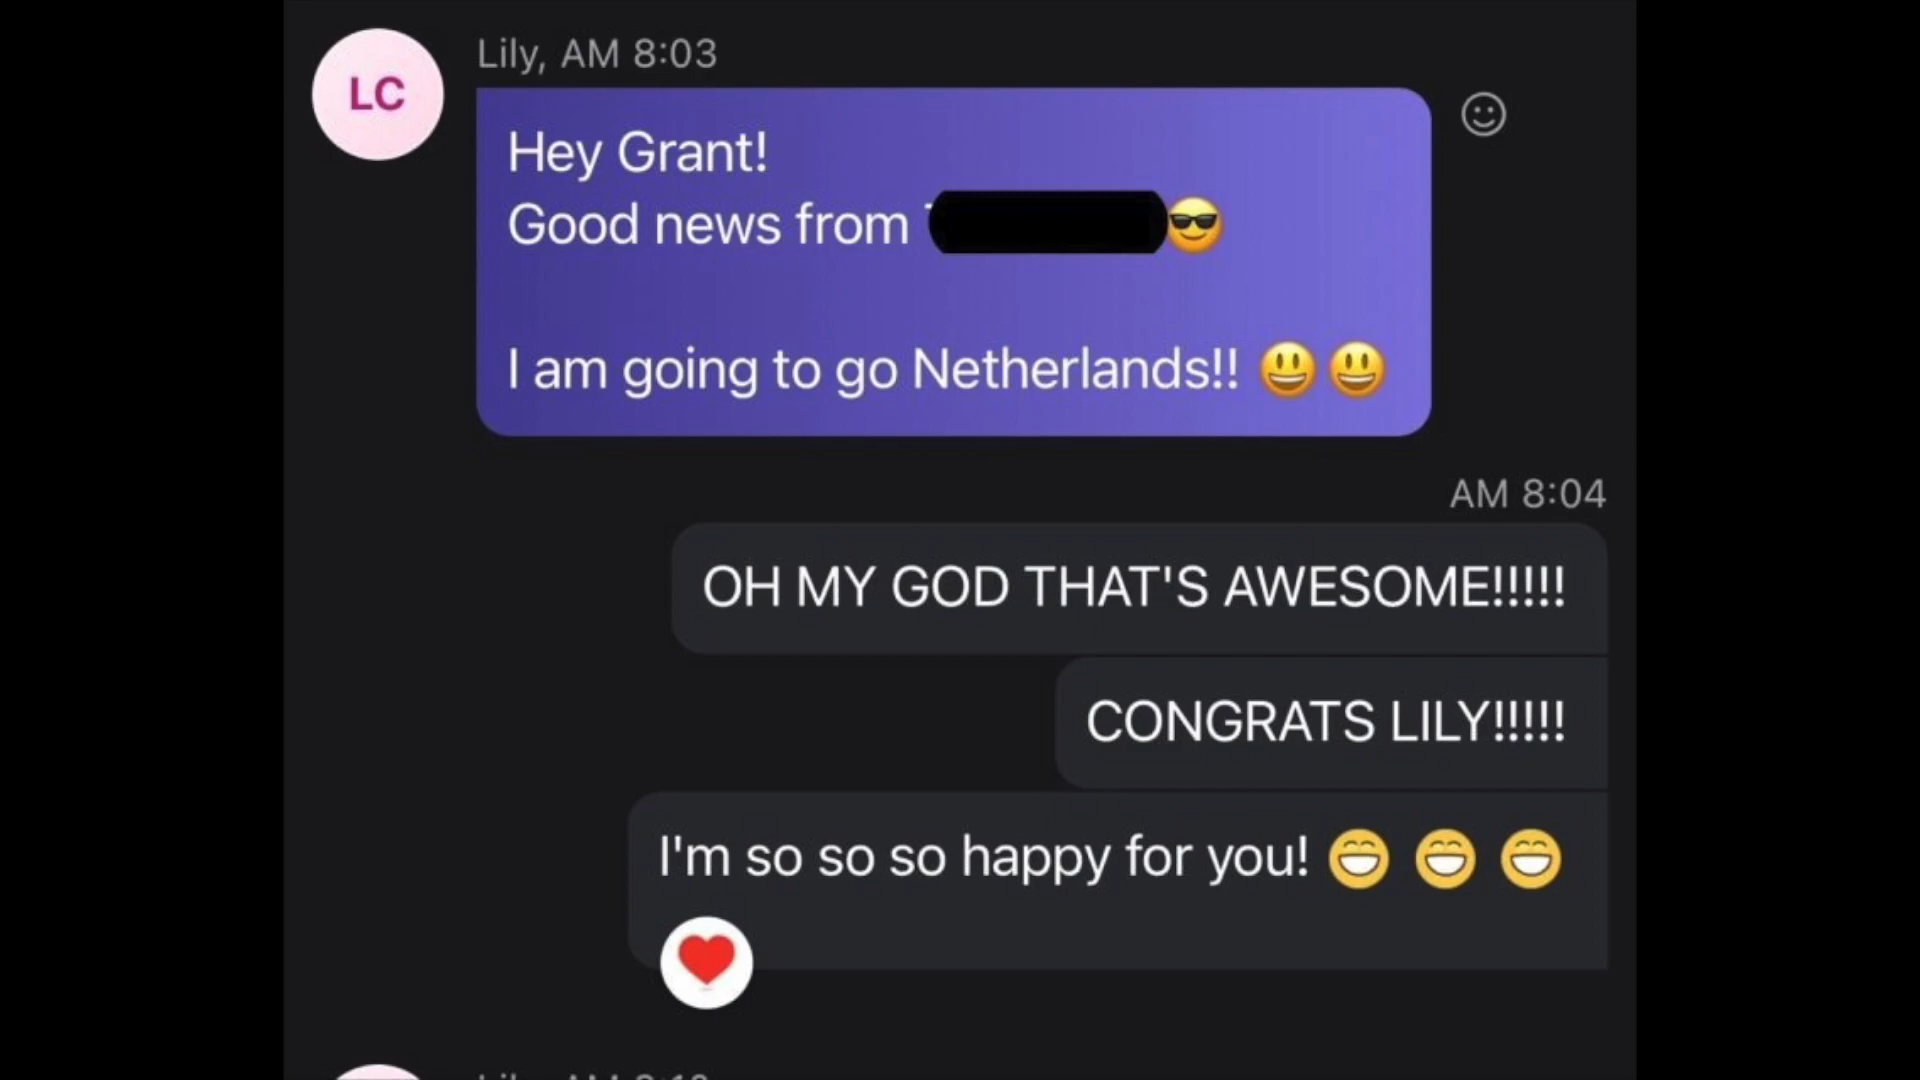 LC
Lily, AM 8:03
Hey Grant!
Good news from 😎
I am going to go Netherlands!! 😃 😃
AM 8:04
OH MY GOD THAT'S AWESOME!!!!!
CONGRATS LILY!!!!!
I'm so so so happy for you! 😁 😁 😁